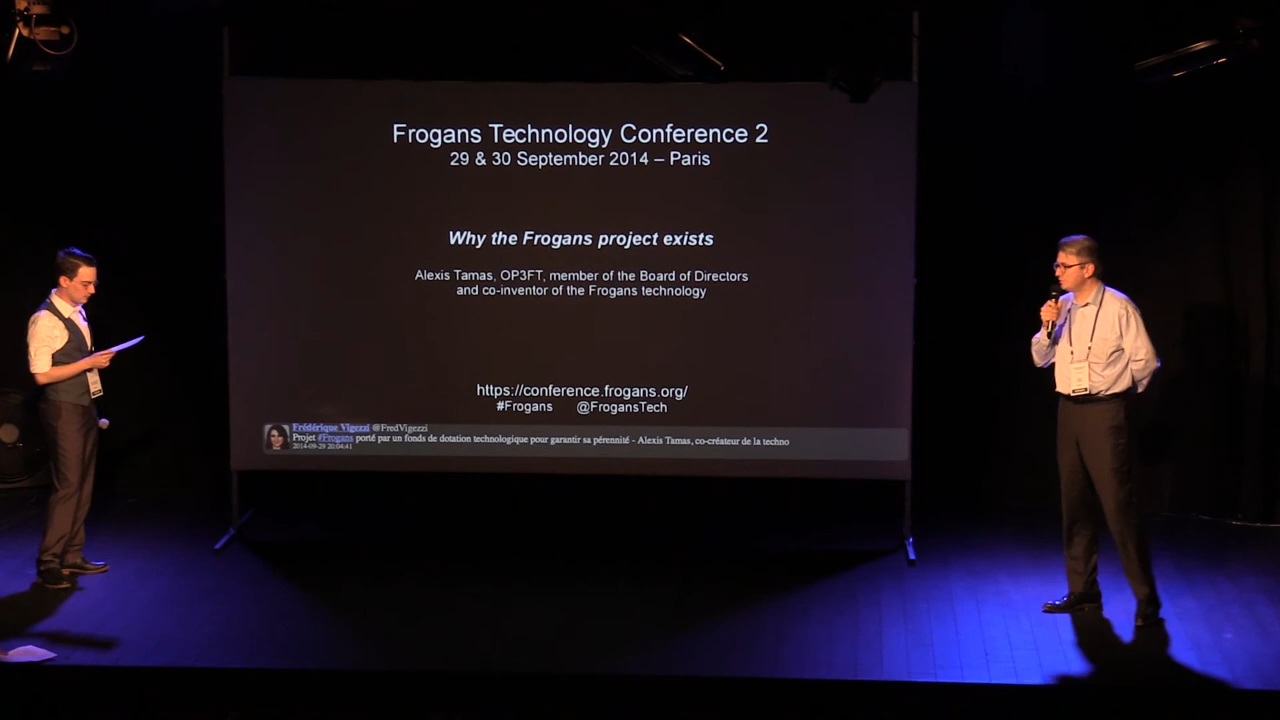 Frogans Technology Conference 2
29 & 30 September 2014 – Paris
Why the Frogans project exists
Alexis Tamas, OP3FT, member of the Board of Directors
and co-inventor of the Frogans technology
https://conference.frogans.org/
#Frogans @FrogansTech
Frédérique Vigezzi @FredVigezzi
Projet #Frogans porté par un fonds de dotation technologique pour garantir sa pérennité - Alexis Tamas, co-créateur de la techno
2014-09-29 20:04:41